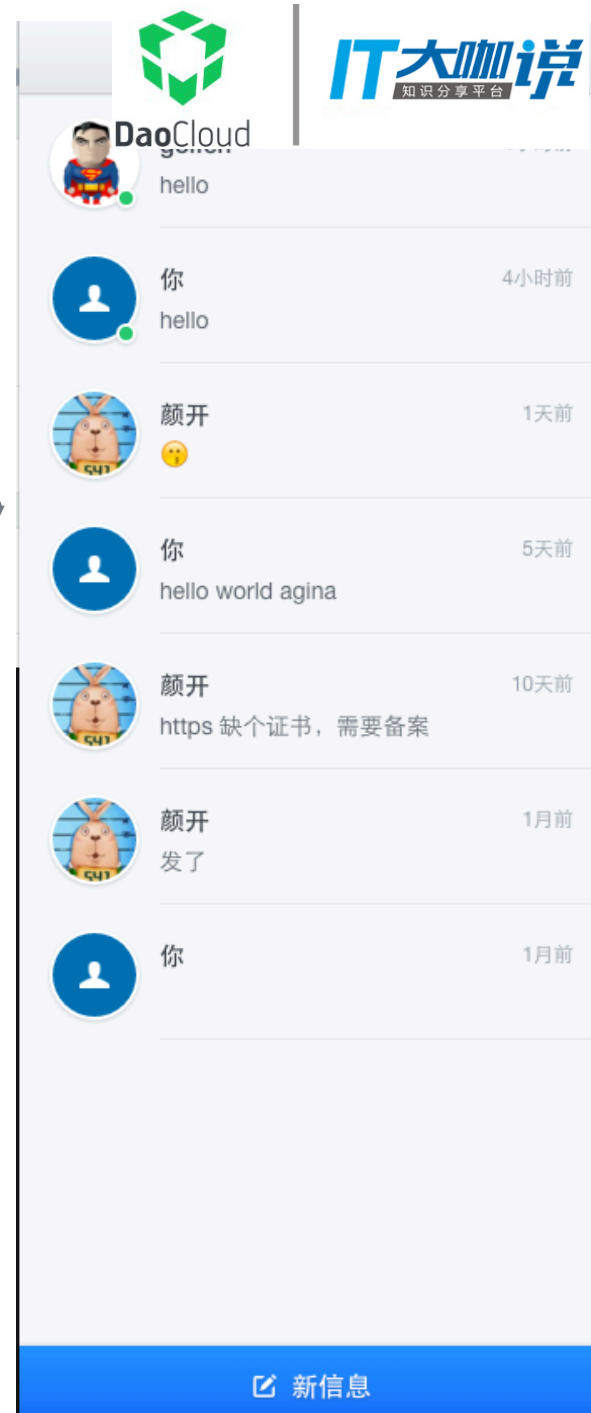 DaoCloud
IT大咖说
知识分享平台
hello
你
4小时前
hello
颜开
1天前
541
你
5天前
hello world agina
颜开
10天前
https 缺个证书，需要备案
541
颜开
1月前
发了
541
你
1月前
新信息